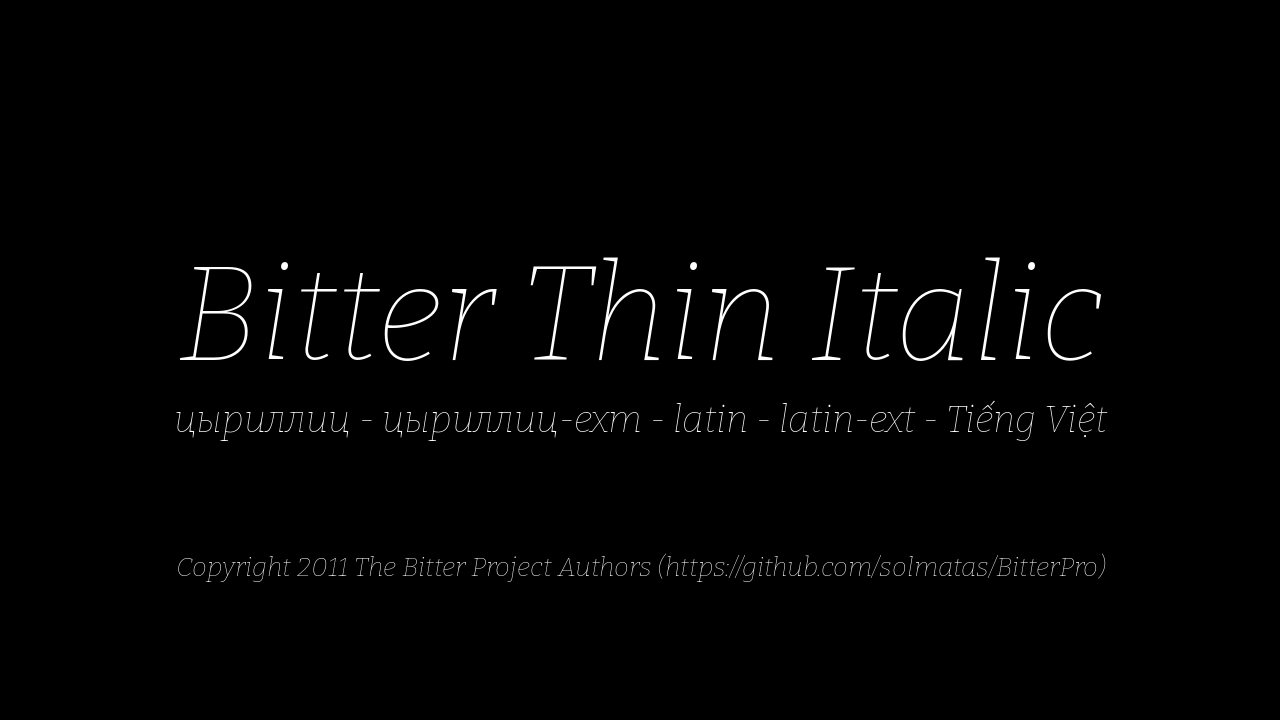 Bitter Thin Italic
цыриллиц - цыриллиц-ехт - latin - latin-ext - Tiếng Việt
Copyright 2011 The Bitter Project Authors (https://github.com/solmatas/BitterPro)